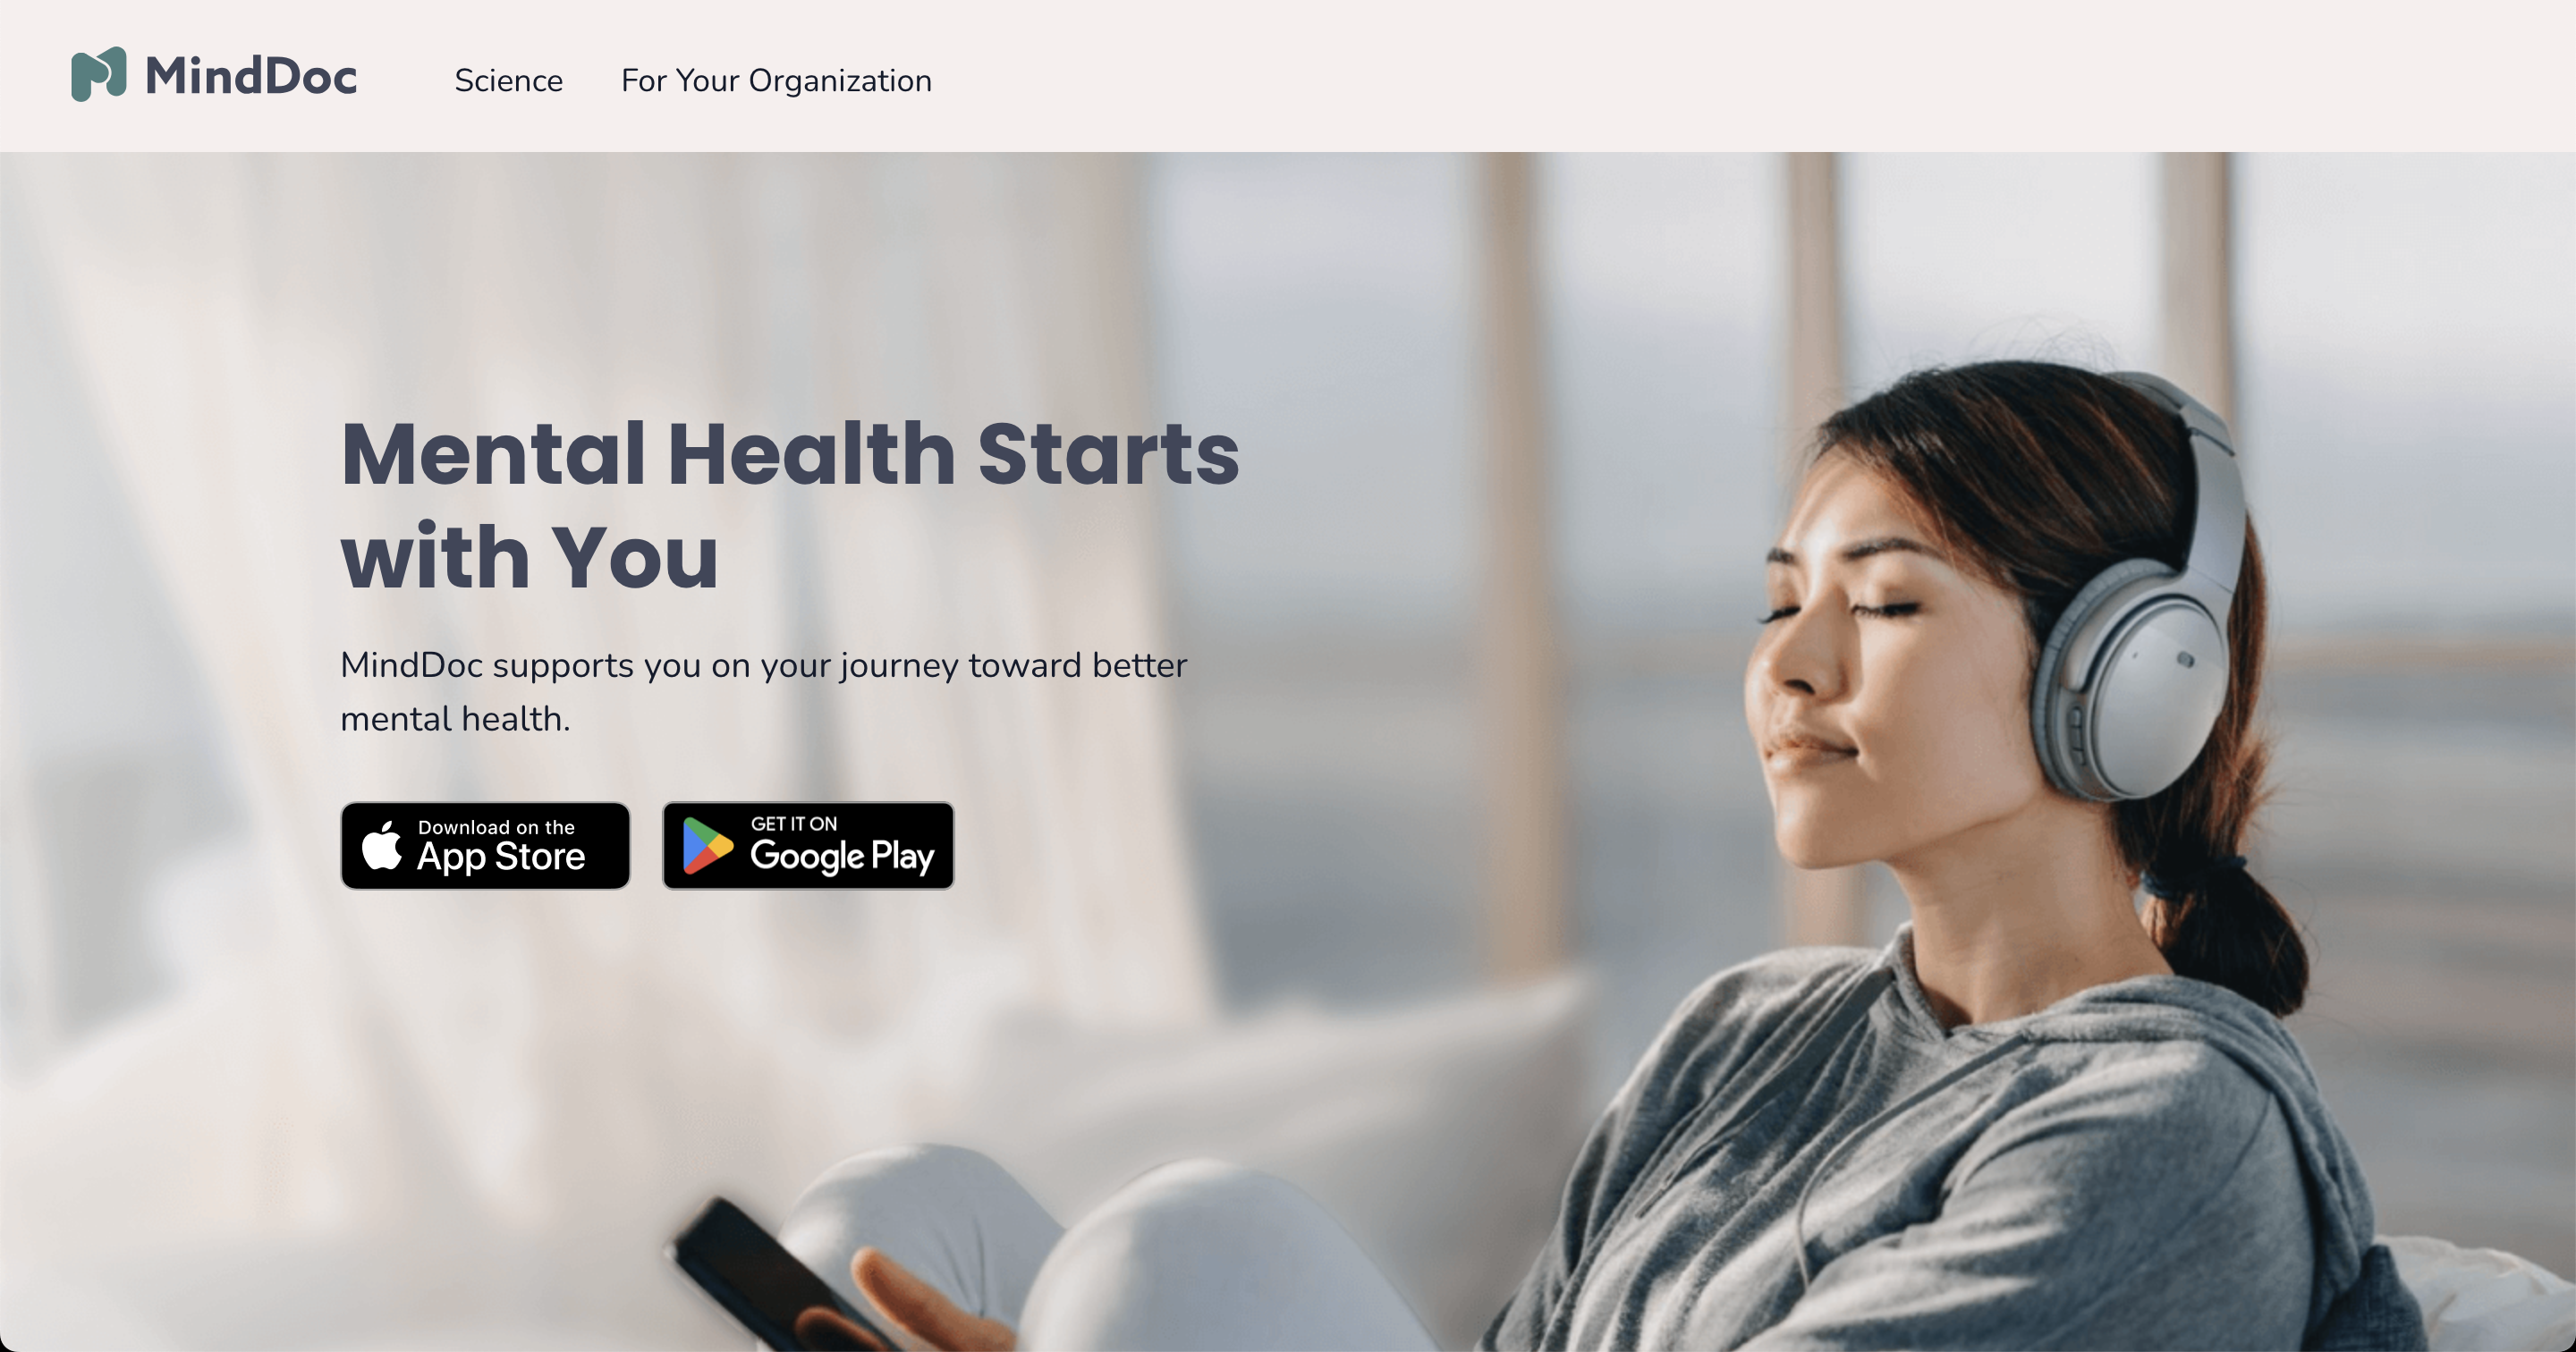 MindDoc
Science
For Your Organization
Mental Health Starts
with You
MindDoc supports you on your journey toward better
mental health.
Download on the
App Store
GET IT ON
Google Play